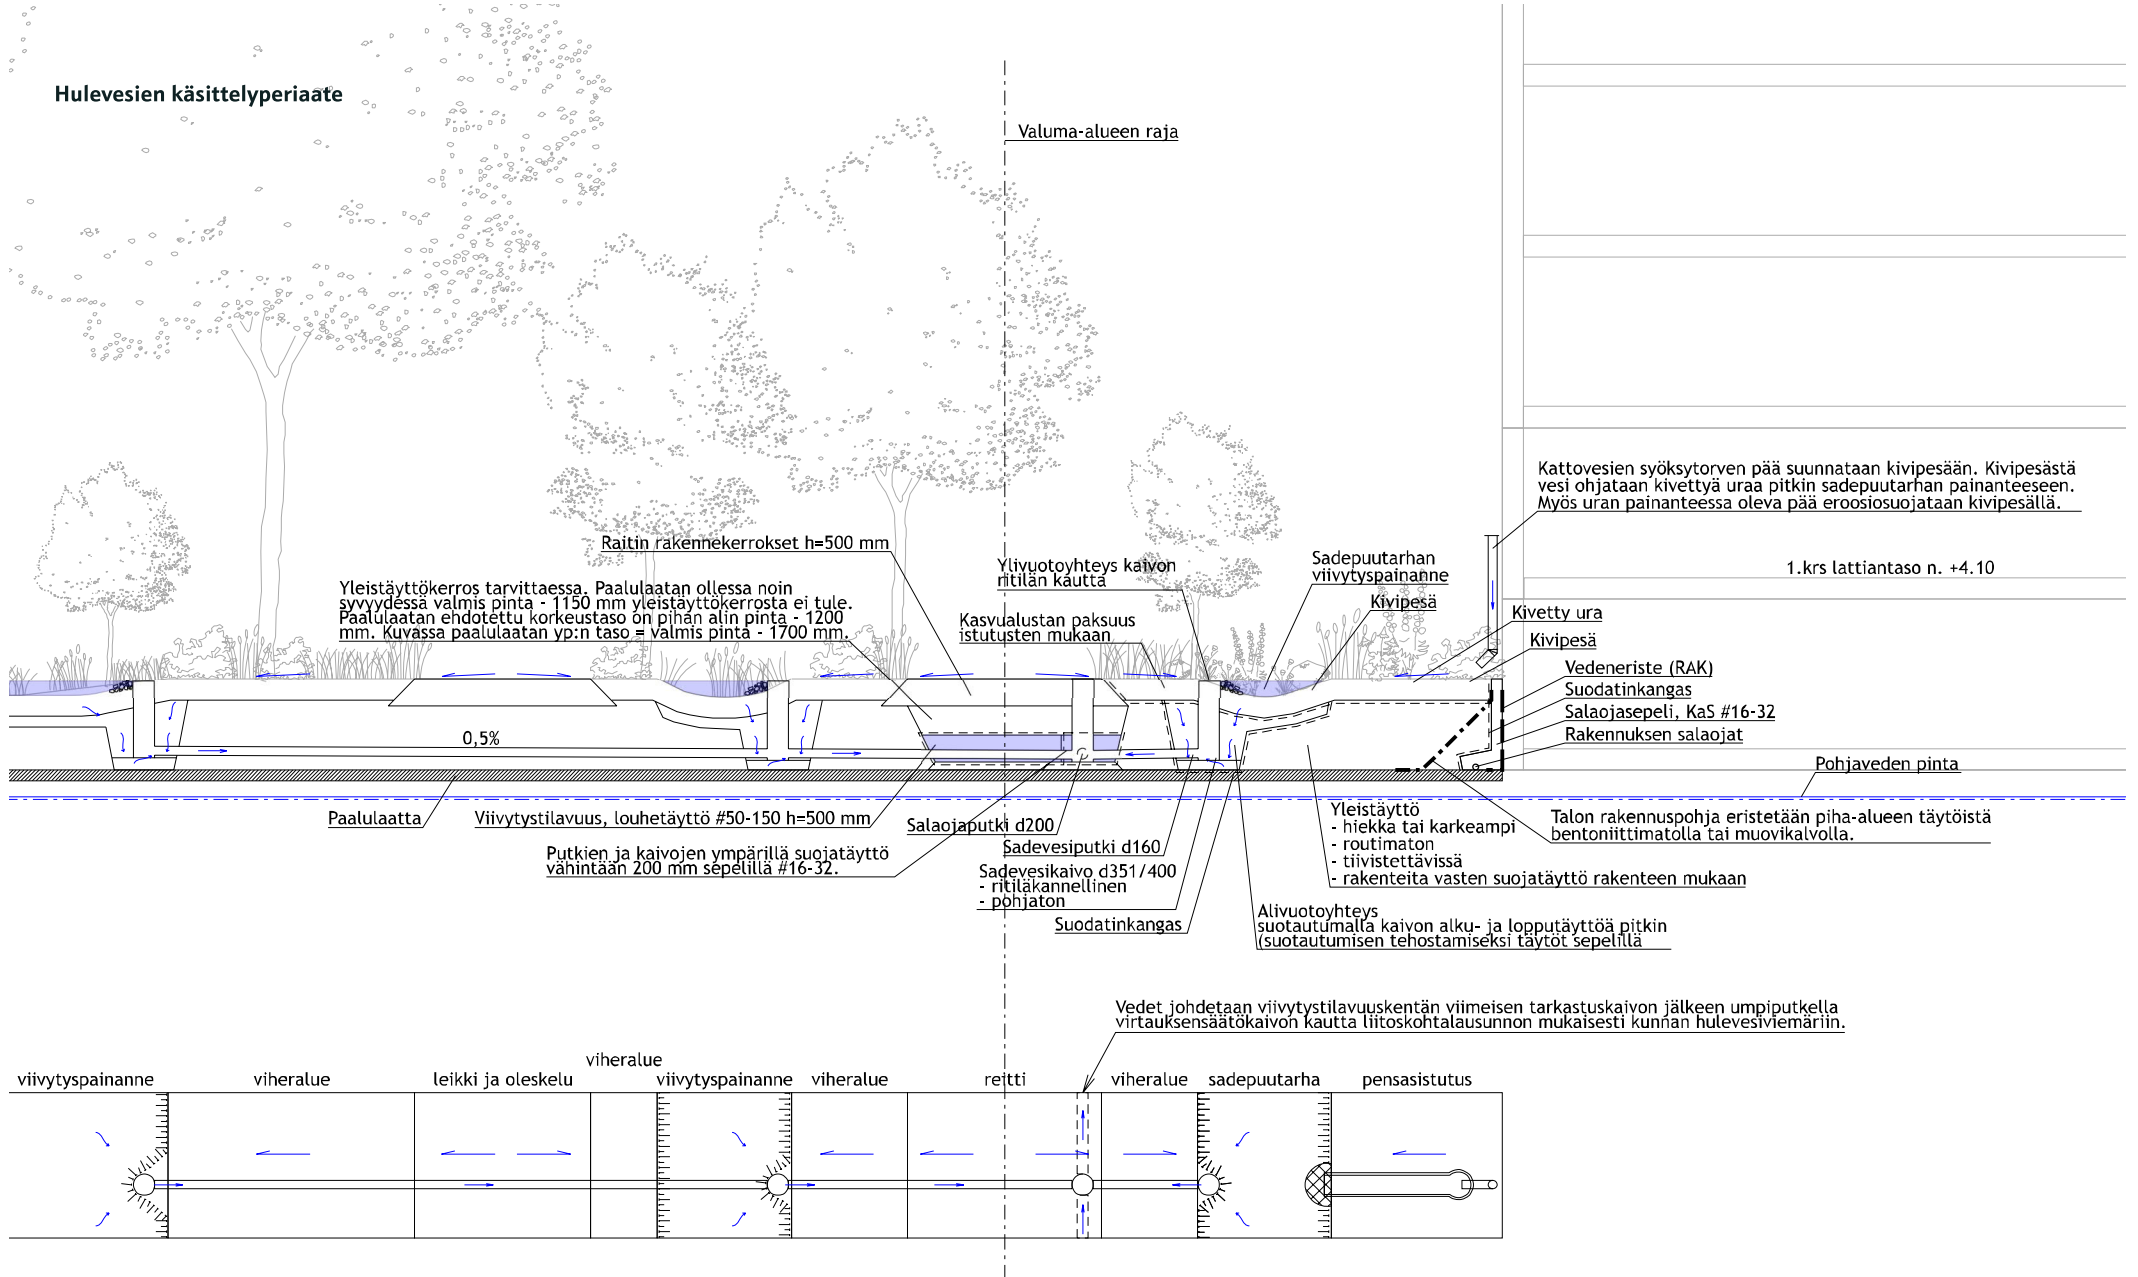 Hulevesien käsittelyperiaate
Valuma-alueen raja
Kattovesien syöksytorven pää suunnataan kivipesään. Kivipesästä
vesi ohjataan kivettyä uraa pitkin sadepuutarhan painanteeseen.
Myös uran painanteessa oleva pää eroosiosuojataan kivipesällä.
Raitin rakennekerrokset h=500 mm
Ylivuotoyhteys kaivon
ritilän kautta
Sadepuutarhan
viivytyspainanne
1.krs lattiantaso n. +4.10
Yleistäyttökerros tarvittaessa. Paalulaatan ollessa noin
syvyydessä valmis pinta - 1150 mm yleistäyttökerrosta ei tule.
Paalulaatan ehdotettu korkeustaso on pihan alin pinta - 1200
mm. Kuvassa paalulaatan yp:n taso = valmis pinta - 1700 mm.
Kasvualustan paksuus
istutusten mukaan
Kivipesä
Kivetty ura
Kivipesä
Vedeneriste (RAK)
Suodatinkangas
Salaojasepeli, KaS #16-32
Rakennuksen salaojat
0,5%
Pohjaveden pinta
Paalulaatta
Viivytystilavuus, louhetäyttö #50-150 h=500 mm
Salaojaputki d200
Sadevesiputki d160
Putkien ja kaivojen ympärillä suojatäyttö
vähintään 200 mm sepelillä #16-32.
Sadevesikaivo d351/400
- ritiläkannellinen
- pohjaton
Suodatinkangas
Yleistäyttö
- hiekka tai karkeampi
- routimaton
- tiivistettävissä
- rakenteita vasten suojatäyttö rakenteen mukaan
Talon rakennuspohja eristetään piha-alueen täytöistä
bentoniittimatolla tai muovikalvolla.
Alivuotoyhteys
suotautumalla kaivon alku- ja lopputäyttöä pitkin
(suotautumisen tehostamiseksi täytöt sepelillä
Vedet johdetaan viivytystilavuuskentän viimeisen tarkastuskaivon jälkeen umpiputkella
virtauksensäätökaivon kautta liitoskohtalausunnon mukaisesti kunnan hulevesiviemäriin.
viivytyspainanne
viheralue
leikki ja oleskelu
viheralue
viivytyspainanne
viheralue
reitti
viheralue
sadepuutarha
pensasistutus